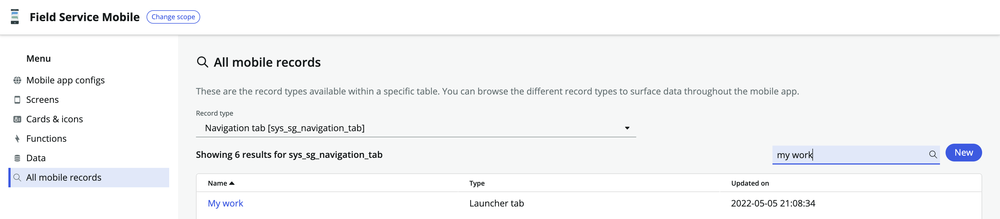 Field Service Mobile
Change scope
Menu
Mobile app configs
Screens
Cards & icons
Functions
Data
All mobile records
All mobile records
These are the record types available within a specific table. You can browse the different record types to surface data throughout the mobile app.
Record type
Navigation tab [sys_sg_navigation_tab]
Showing 6 results for sys_sg_navigation_tab
my work
New
Name Type Updated on
My work Launcher tab 2022-05-05 21:08:34